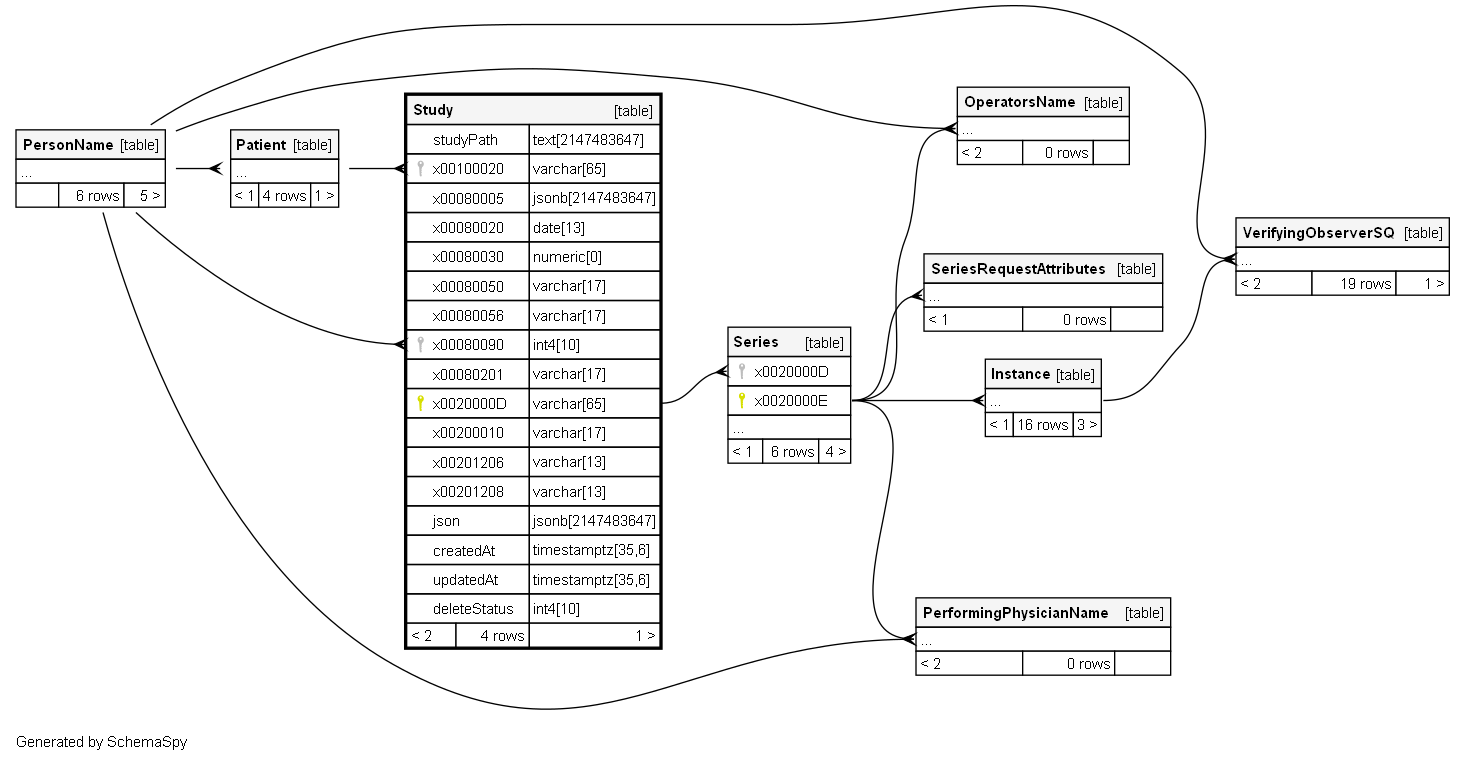 PersonName [table]
...
6 rows 5 >
Patient [table]
...
< 1 4 rows 1 >
Study [table]
studyPath text[2147483647]
x00100020 varchar[65]
x00080005 jsonb[2147483647]
x00080020 date[13]
x00080030 numeric[0]
x00080050 varchar[17]
x00080056 varchar[17]
x00080090 int4[10]
x00080201 varchar[17]
x0020000D varchar[65]
x00200010 varchar[17]
x00201206 varchar[13]
x00201208 varchar[13]
json jsonb[2147483647]
createdAt timestamptz[35,6]
updatedAt timestamptz[35,6]
deleteStatus int4[10]
< 2 4 rows 1 >
Series [table]
x0020000D
x0020000E
...
< 1 6 rows 4 >
OperatorsName [table]
...
< 2 0 rows
SeriesRequestAttributes [table]
...
< 1 0 rows
Instance [table]
...
< 1 16 rows 3 >
PerformingPhysicianName [table]
...
< 2 0 rows
VerifyingObserverSQ [table]
...
< 2 19 rows 1 >
Generated by SchemaSpy